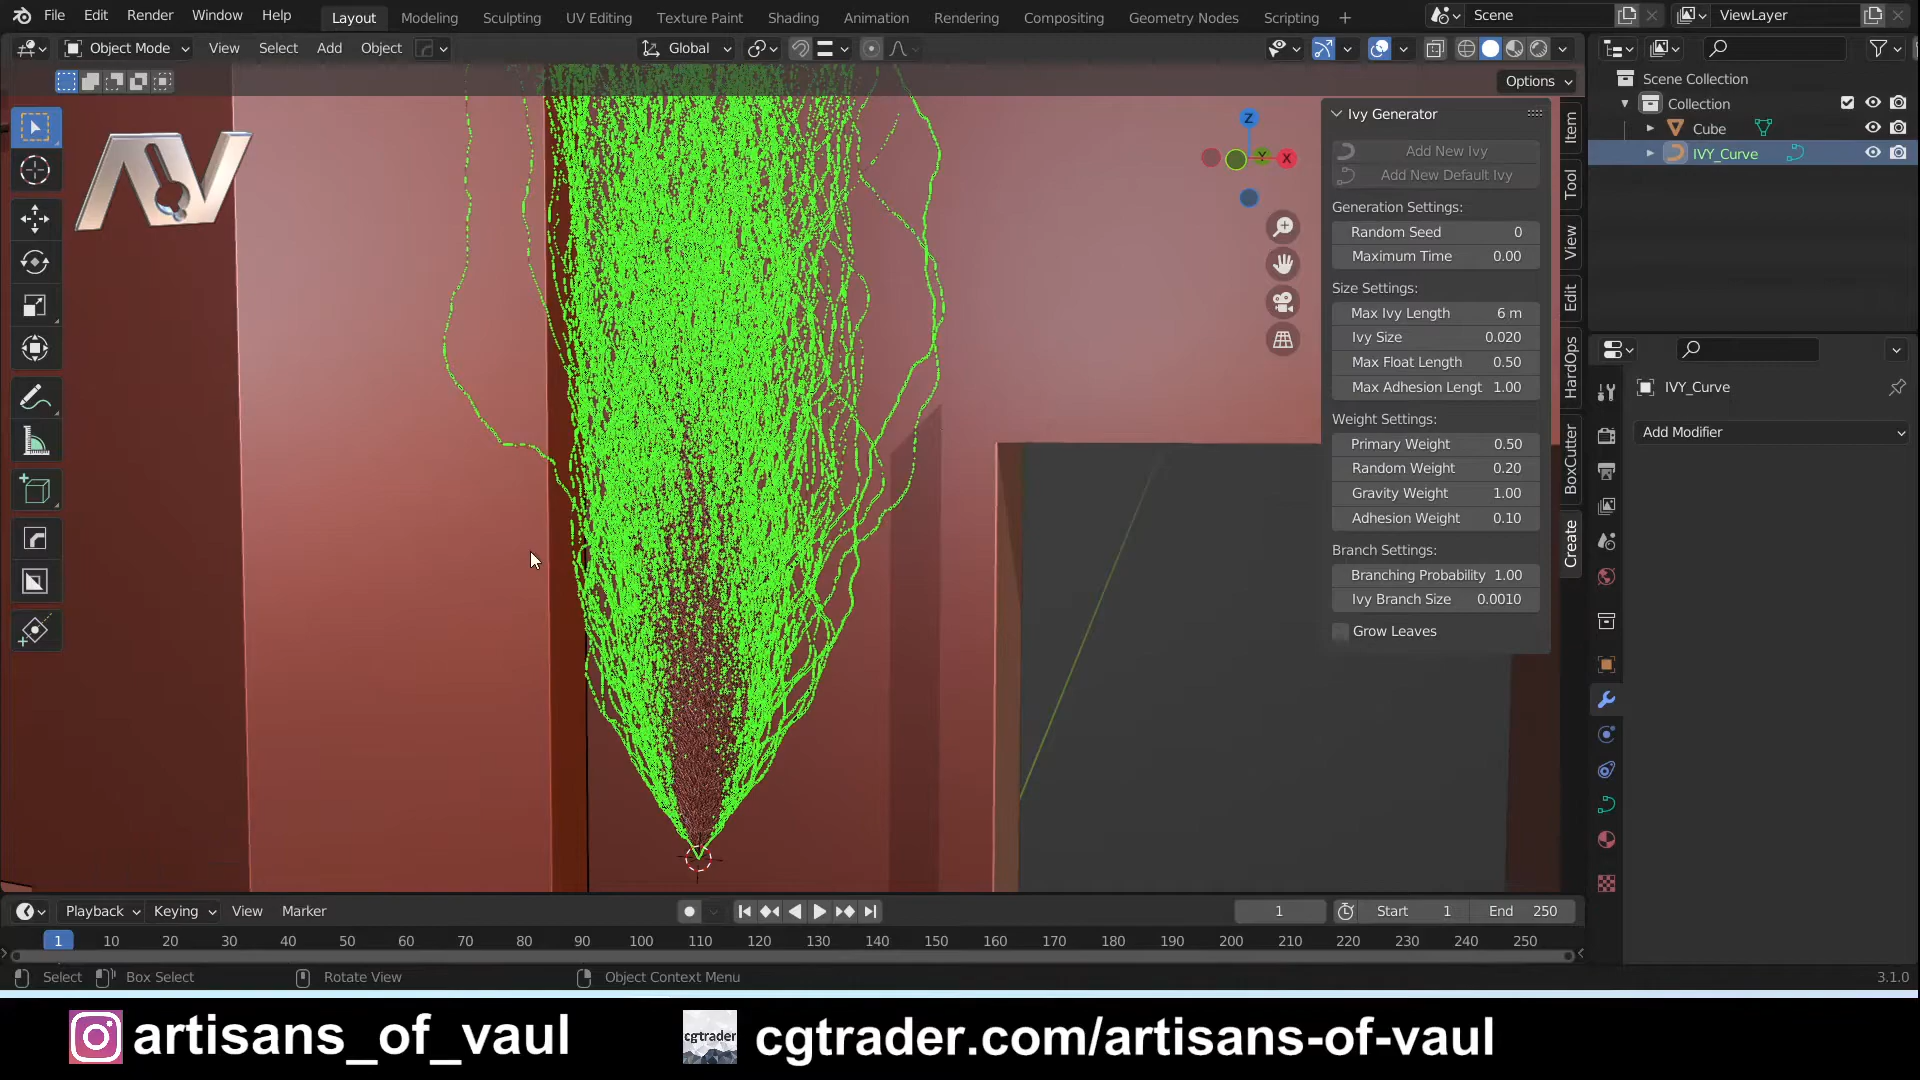 File Edit Render Window Help Layout Modeling Sculpting UV Editing Texture Paint Shading Animation Rendering Compositing Geometry Nodes Scripting + Scene ViewLayer
Object Mode View Select Add Object Global
Options
Scene Collection
Collection
Cube
IVY_Curve
AV
X
Y
Z
Ivy Generator
Add New Ivy
Add New Default Ivy
Generation Settings:
Random Seed 0
Maximum Time 0.00
Size Settings:
Max Ivy Length 6 m
Ivy Size 0.020
Max Float Length 0.50
Max Adhesion Lengt 1.00
Weight Settings:
Primary Weight 0.50
Random Weight 0.20
Gravity Weight 1.00
Adhesion Weight 0.10
Branch Settings:
Branching Probability 1.00
Ivy Branch Size 0.0010
Grow Leaves
Item
Tool
View
Edit
HardOps
BoxCutter
Create
IVY_Curve
Add Modifier
Playback Keying View Marker 1 Start 1 End 250
1 10 20 30 40 50 60 70 80 90 100 110 120 130 140 150 160 170 180 190 200 210 220 230 240 250
Select Box Select Rotate View Object Context Menu 3.1.0
artisans_of_vaul cgtrader cgtrader.com/artisans-of-vaul